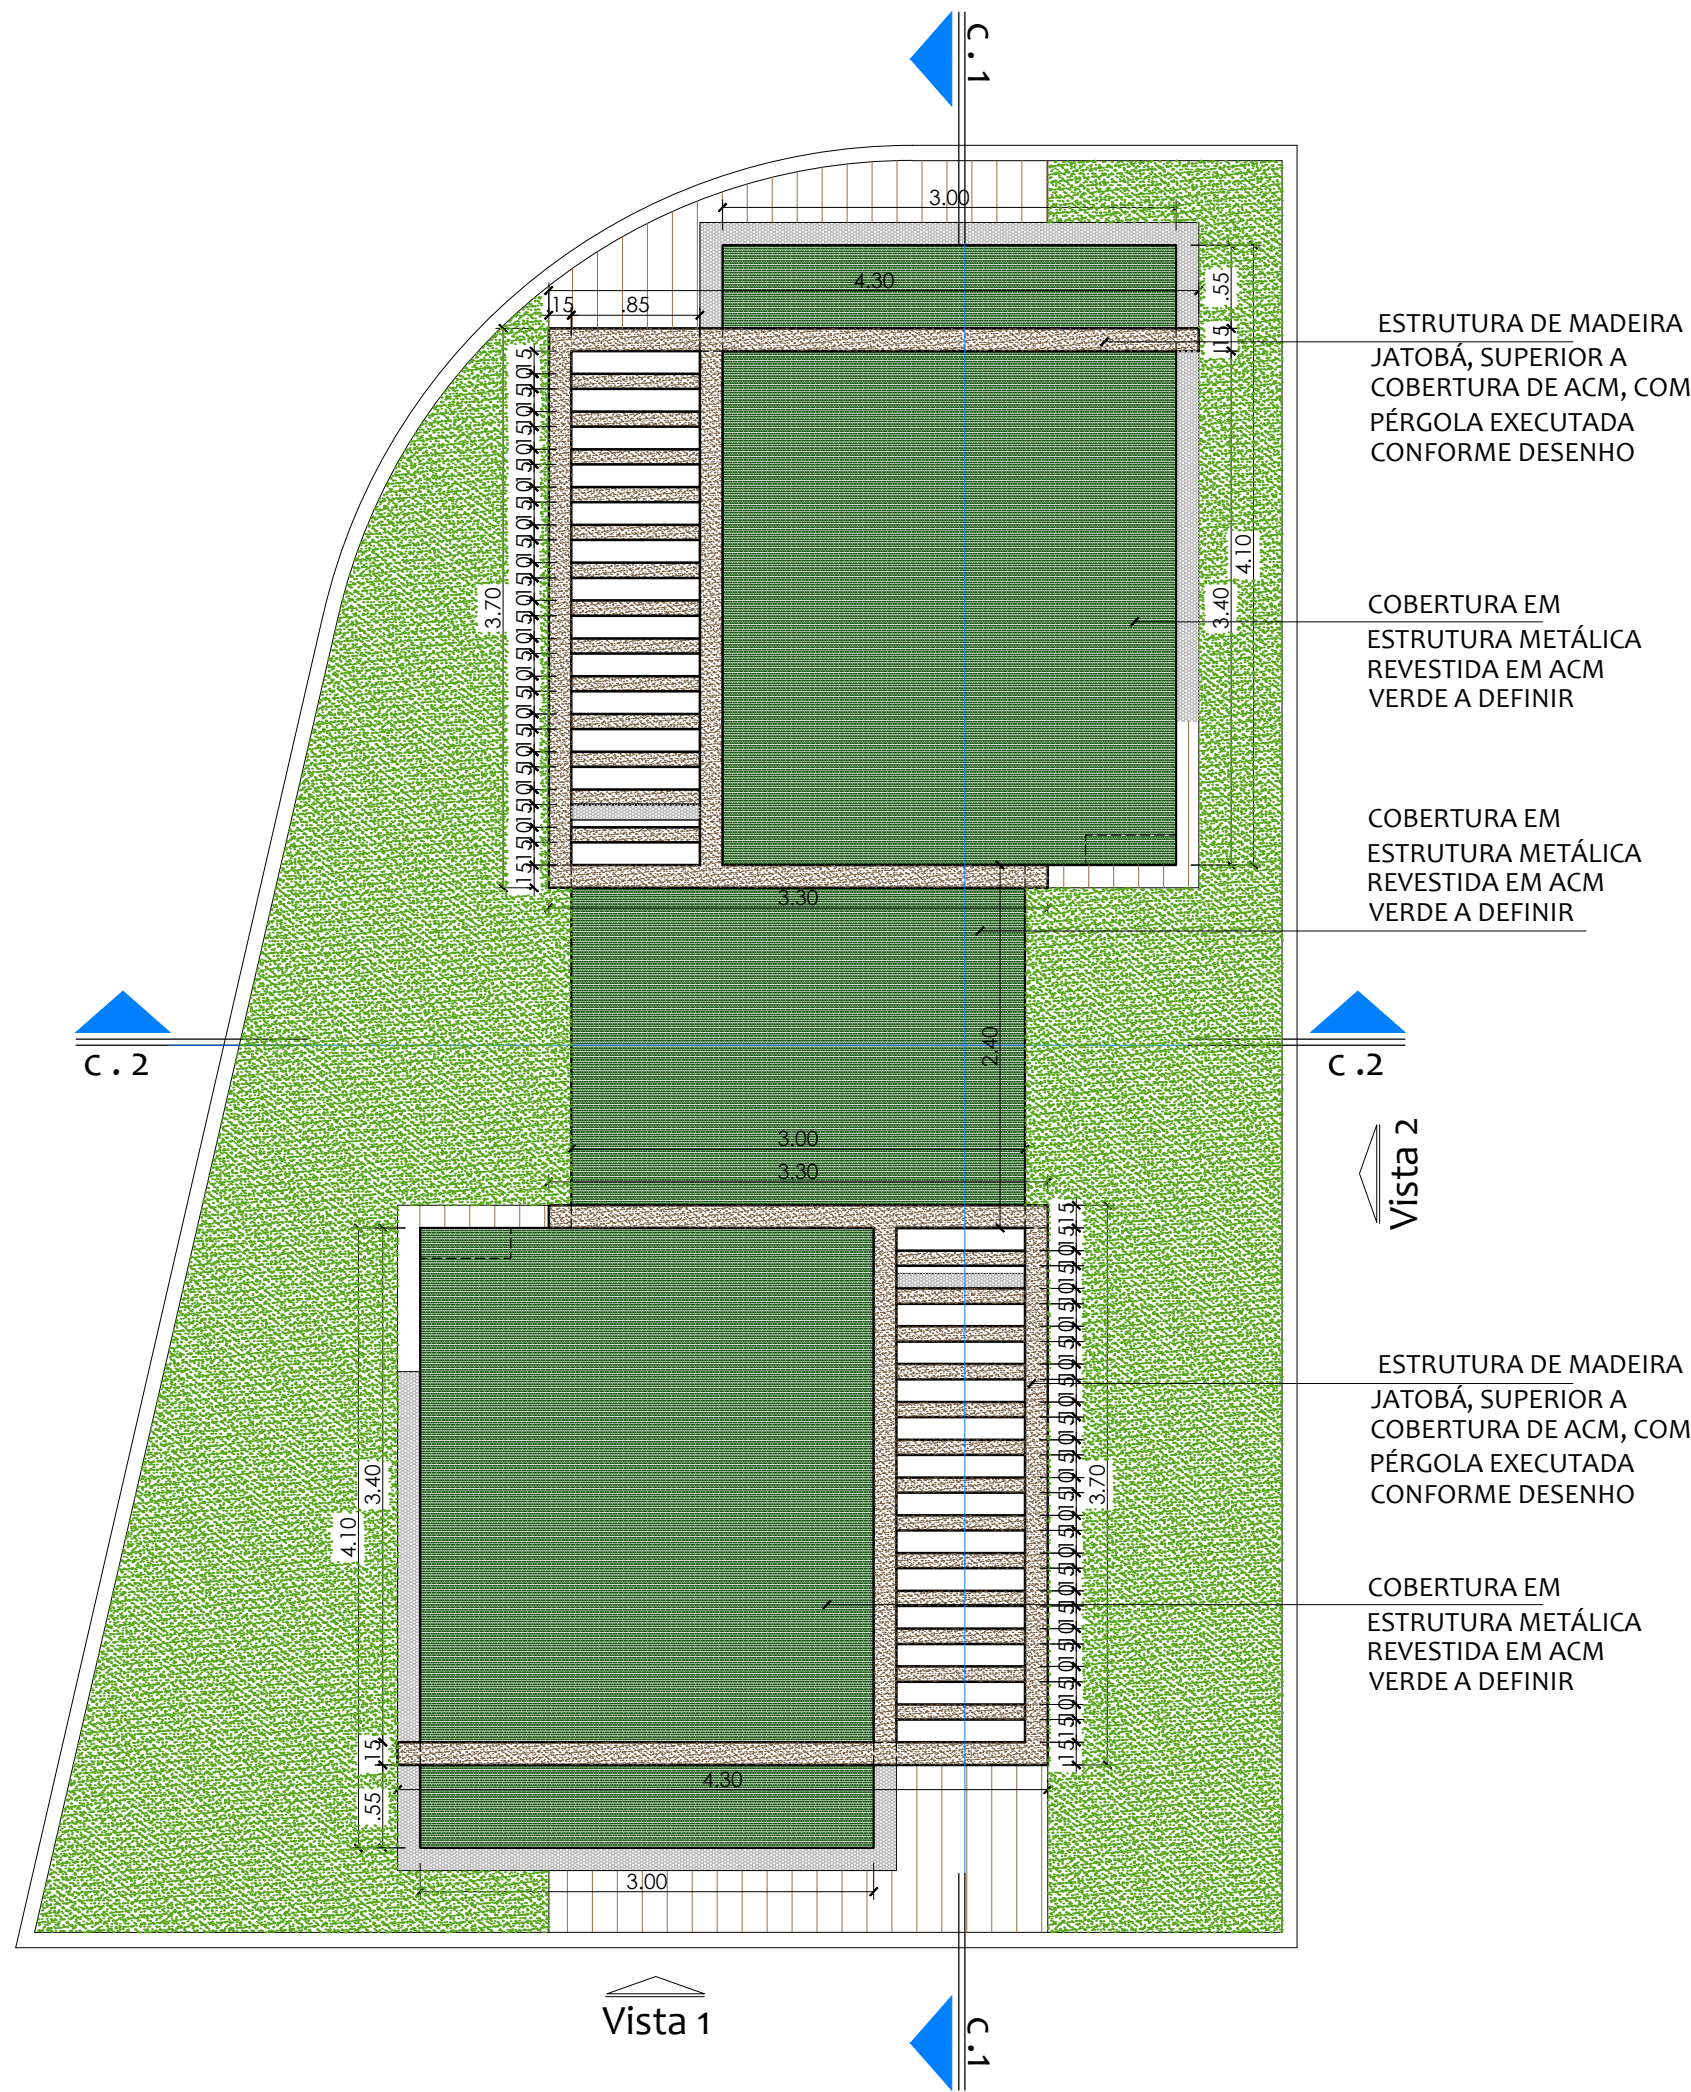 C . 1
3.00
4.30
.55
15
.85
15
ESTRUTURA DE MADEIRA
JATOBÁ, SUPERIOR A
COBERTURA DE ACM, COM
PÉRGOLA EXECUTADA
CONFORME DESENHO
4.10
3.40
3.70
COBERTURA EM
ESTRUTURA METÁLICA
REVESTIDA EM ACM
VERDE A DEFINIR
COBERTURA EM
ESTRUTURA METÁLICA
REVESTIDA EM ACM
VERDE A DEFINIR
3.30
2.40
C . 2
C .2
Vista 2
3.00
3.30
ESTRUTURA DE MADEIRA
JATOBÁ, SUPERIOR A
COBERTURA DE ACM, COM
PÉRGOLA EXECUTADA
CONFORME DESENHO
3.40
4.10
3.70
COBERTURA EM
ESTRUTURA METÁLICA
REVESTIDA EM ACM
VERDE A DEFINIR
15
.55
4.30
3.00
Vista 1
C .1